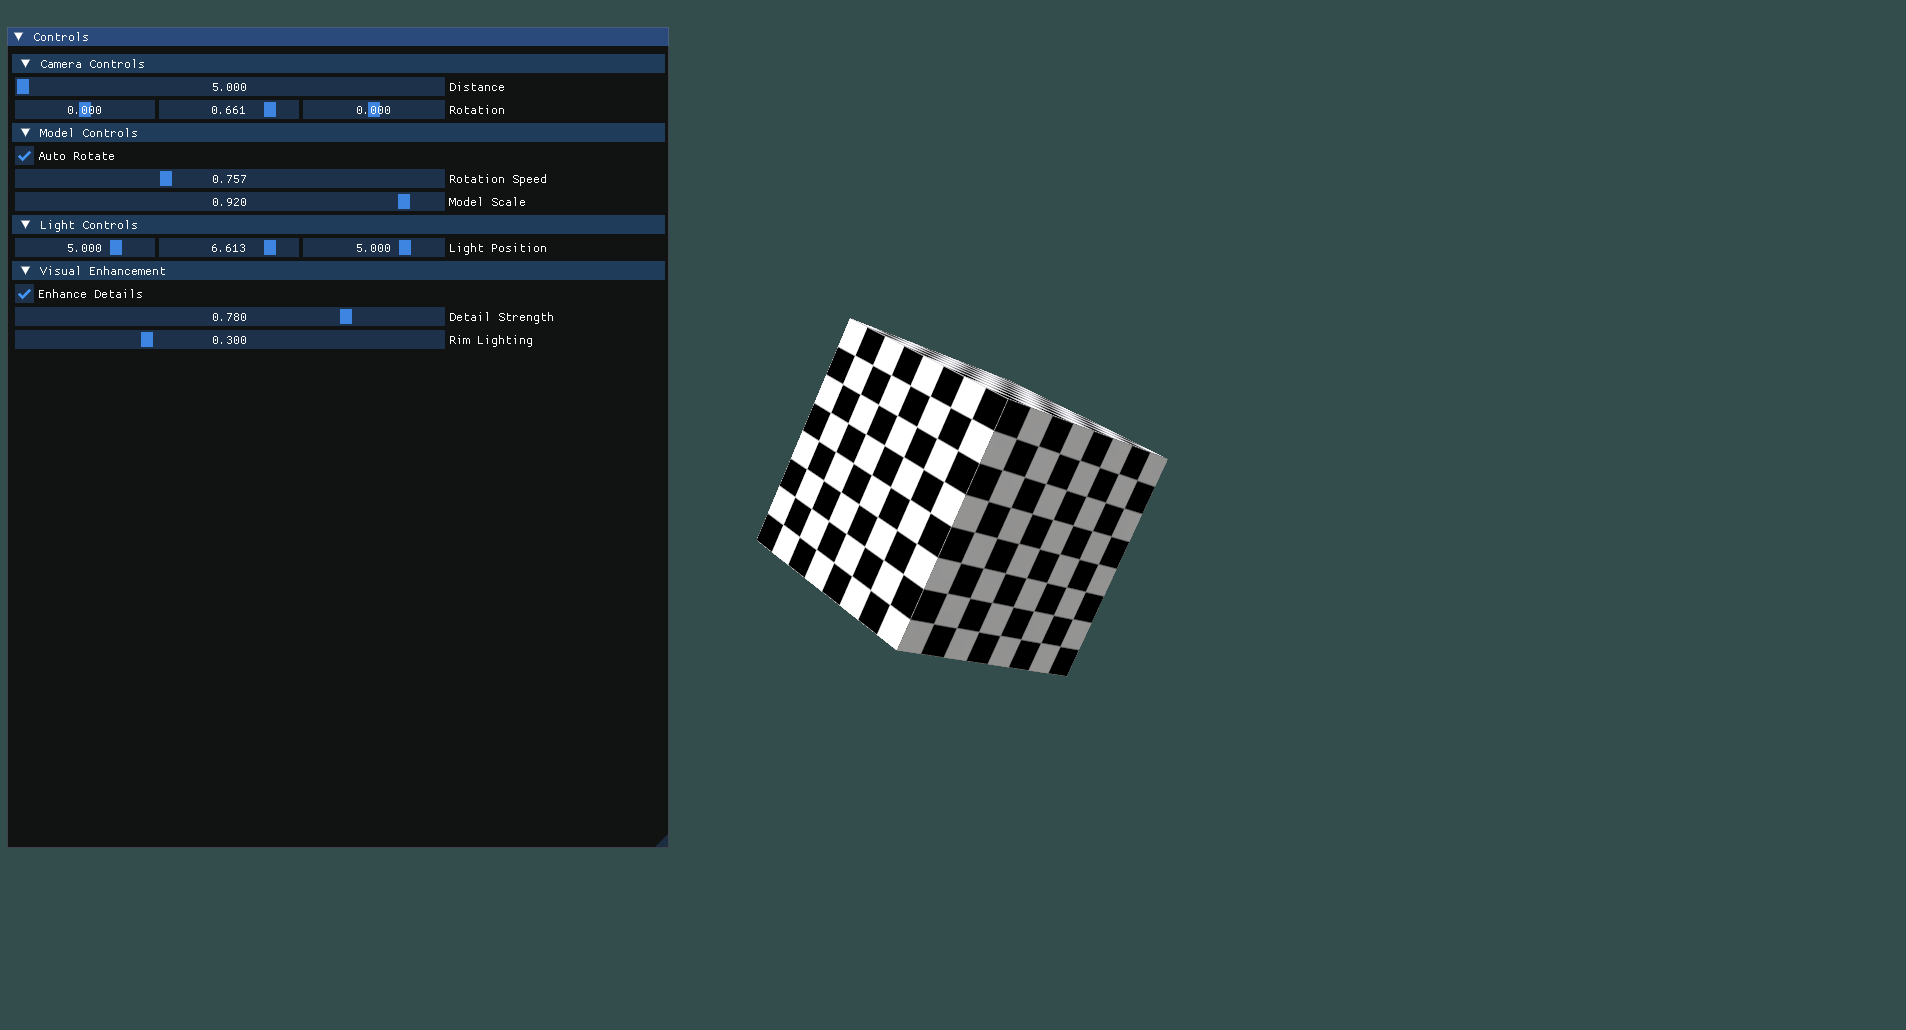 Controls
Camera Controls
5.000 Distance
0.000 0.661 0.000 Rotation
Model Controls
Auto Rotate
0.757 Rotation Speed
0.920 Model Scale
Light Controls
5.000 6.613 5.000 Light Position
Visual Enhancement
Enhance Details
0.780 Detail Strength
0.300 Rim Lighting